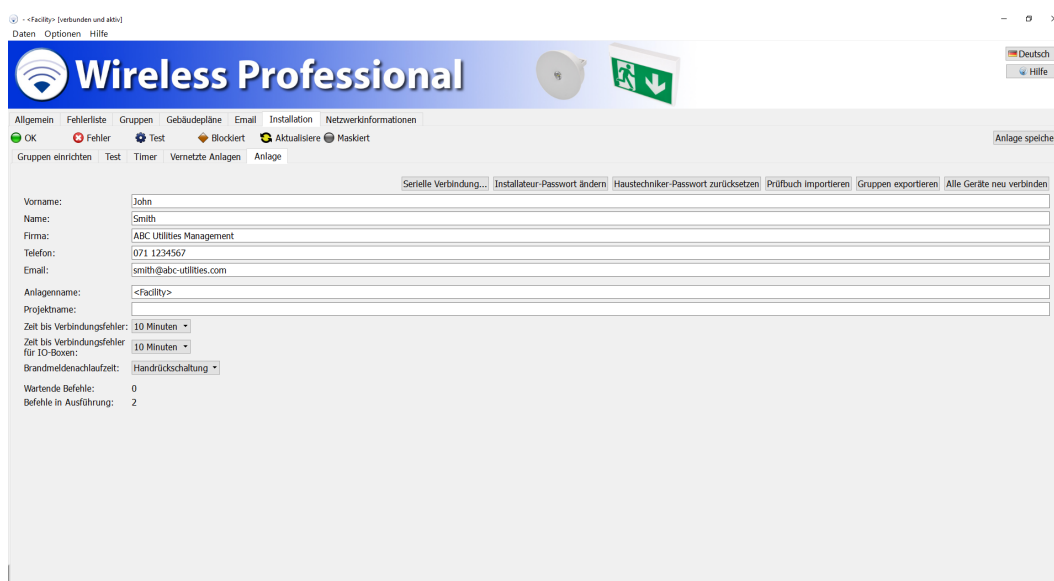 - <Facility> [verbunden und aktiv]
Daten Optionen Hilfe
Wireless Professional
Deutsch
Hilfe
Allgemein Fehlerliste Gruppen Gebäudepläne Email Installation Netzwerkinformationen
OK Fehler Test Blockiert Aktualisiere Maskiert Anlage speiche
Gruppen einrichten Test Timer Vernetzte Anlagen Anlage
Serielle Verbindung... Installateur-Passwort ändern Haustechniker-Passwort zurücksetzen Prüfbuch importieren Gruppen exportieren Alle Geräte neu verbinden
Vorname: John
Name: Smith
Firma: ABC Utilities Management
Telefon: 071 1234567
Email: smith@abc-utilities.com
Anlagenname: <Facility>
Projektname:
Zeit bis Verbindungsfehler: 10 Minuten
Zeit bis Verbindungsfehler
für IO-Boxen: 10 Minuten
Brandmeldenachlaufzeit: Handrückschaltung
Wartende Befehle: 0
Befehle in Ausführung: 2